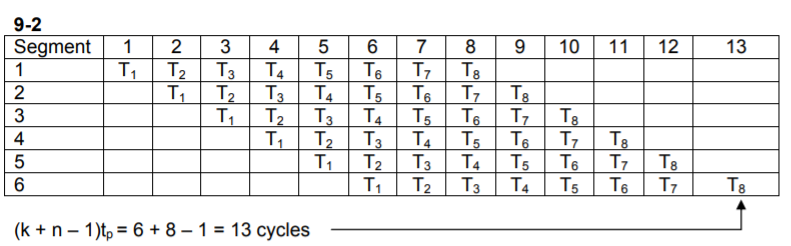 9-2
Segment 1 2 3 4 5 6 7 8 9 10 11 12 13
1 T₁ T₂ T₃ T₄ T₅ T₆ T₇ T₈
2 T₁ T₂ T₃ T₄ T₅ T₆ T₇ T₈
3 T₁ T₂ T₃ T₄ T₅ T₆ T₇ T₈
4 T₁ T₂ T₃ T₄ T₅ T₆ T₇ T₈
5 T₁ T₂ T₃ T₄ T₅ T₆ T₇ T₈
6 T₁ T₂ T₃ T₄ T₅ T₆ T₇ T₈
(k + n – 1)tₚ = 6 + 8 – 1 = 13 cycles